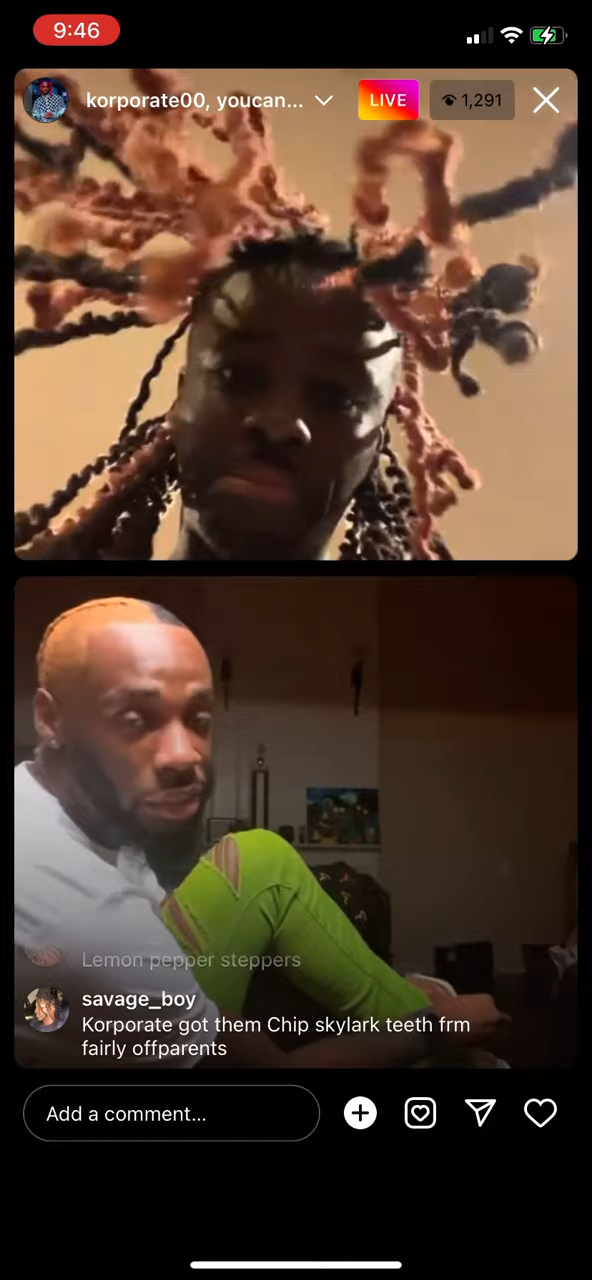 9:46
korporate00, youcan...
LIVE
1,291
Lemon pepper steppers
savage_boy
Korporate got them Chip skylark teeth frm
fairly offparents
Add a comment...